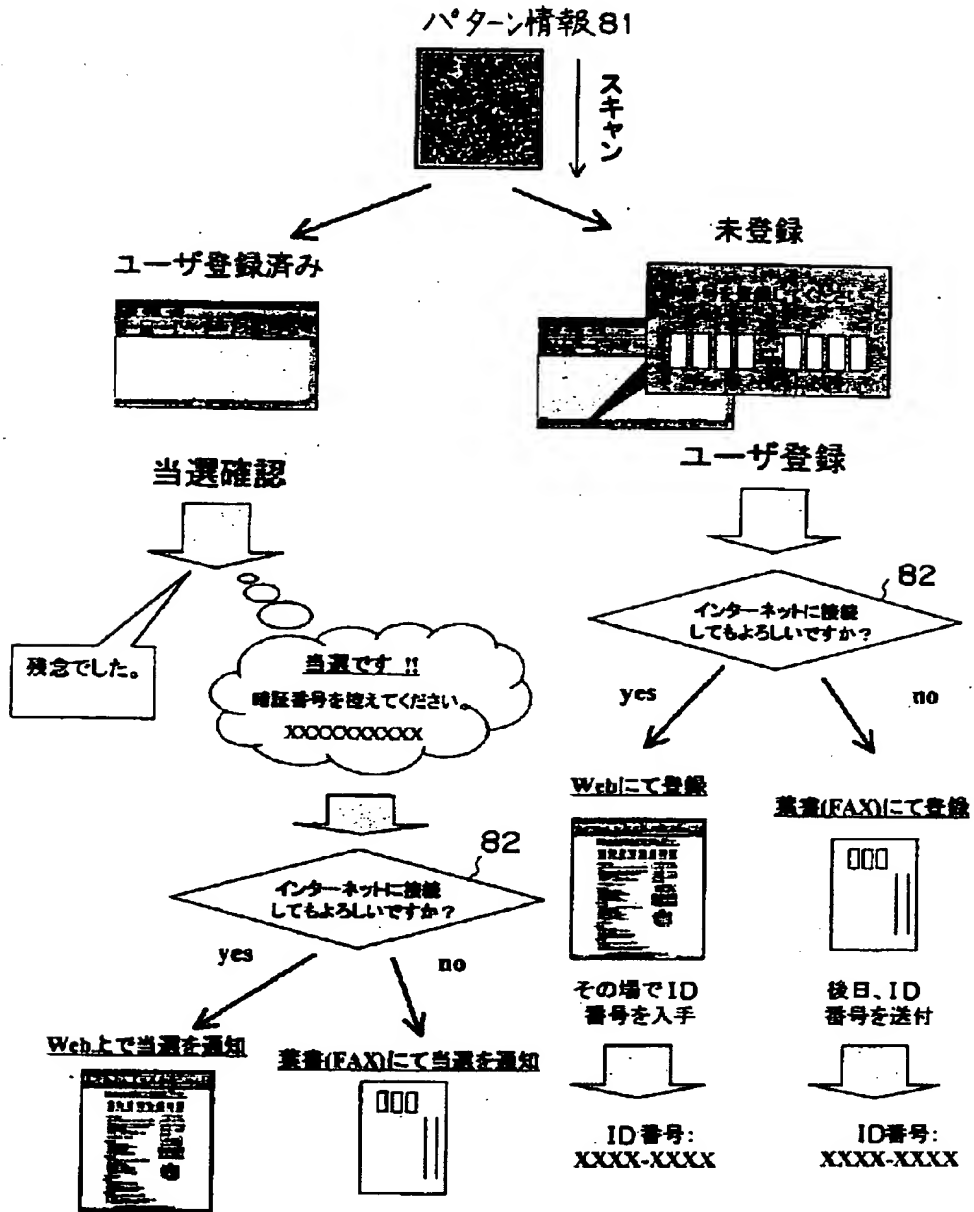 パターン情報81
スキャン
ユーザ登録済み
未登録
当選確認
ユーザ登録
残念でした。
当選です !!
暗証番号を控えてください。
XXXXXXXXXX
82
インターネットに接続
してもよろしいですか?
yes
no
Webにて登録
葉書(FAX)にて登録
その場でID
番号を入手
後日、ID
番号を送付
ID番号:
XXXX-XXXX
ID番号:
XXXX-XXXX
82
インターネットに接続
してもよろしいですか?
yes
no
Web上で当選を通知
葉書(FAX)にて当選を通知